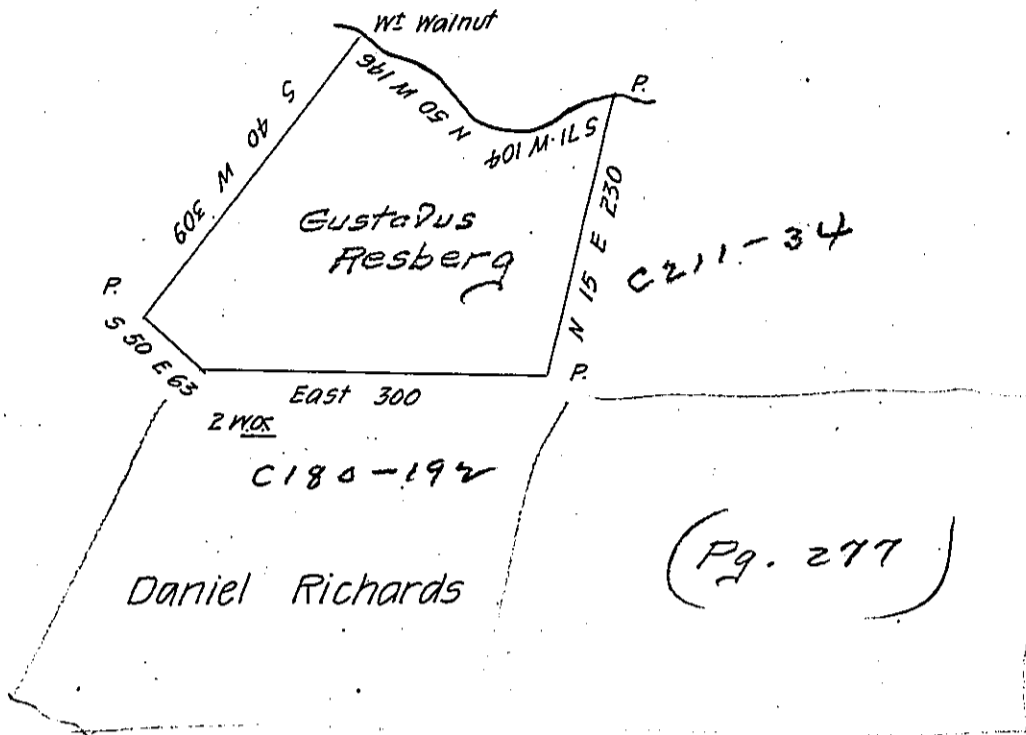 Wt Walnut
N 50 W 146
S 71 W 104
P.
S 40 W 309
Gustavus
Resberg
N 15 E 230
C211-34
P.
S 50 E 63
P.
East 300
2 W.Os
C180-192
Daniel Richards
(Pg. 277)